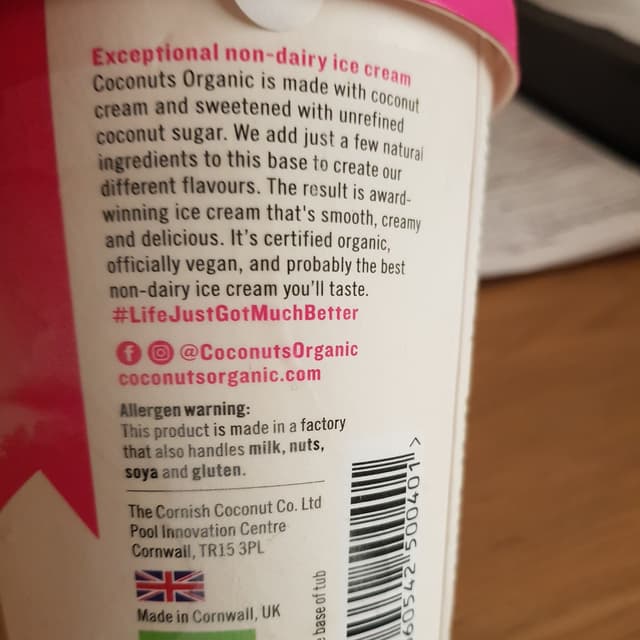 Exceptional non-dairy ice cream
Coconuts Organic is made with coconut
cream and sweetened with unrefined
coconut sugar. We add just a few natural
ingredients to this base to create our
different flavours. The result is award-
winning ice cream that's smooth, creamy
and delicious. It's certified organic,
officially vegan, and probably the best
non-dairy ice cream you'll taste.
#LifeJustGotMuchBetter
@CoconutsOrganic
coconutsorganic.com
Allergen warning:
This product is made in a factory
that also handles milk, nuts,
soya and gluten.
The Cornish Coconut Co. Ltd
Pool Innovation Centre
Cornwall, TR15 3PL
Made in Cornwall, UK
base of tub
60542 500401 >